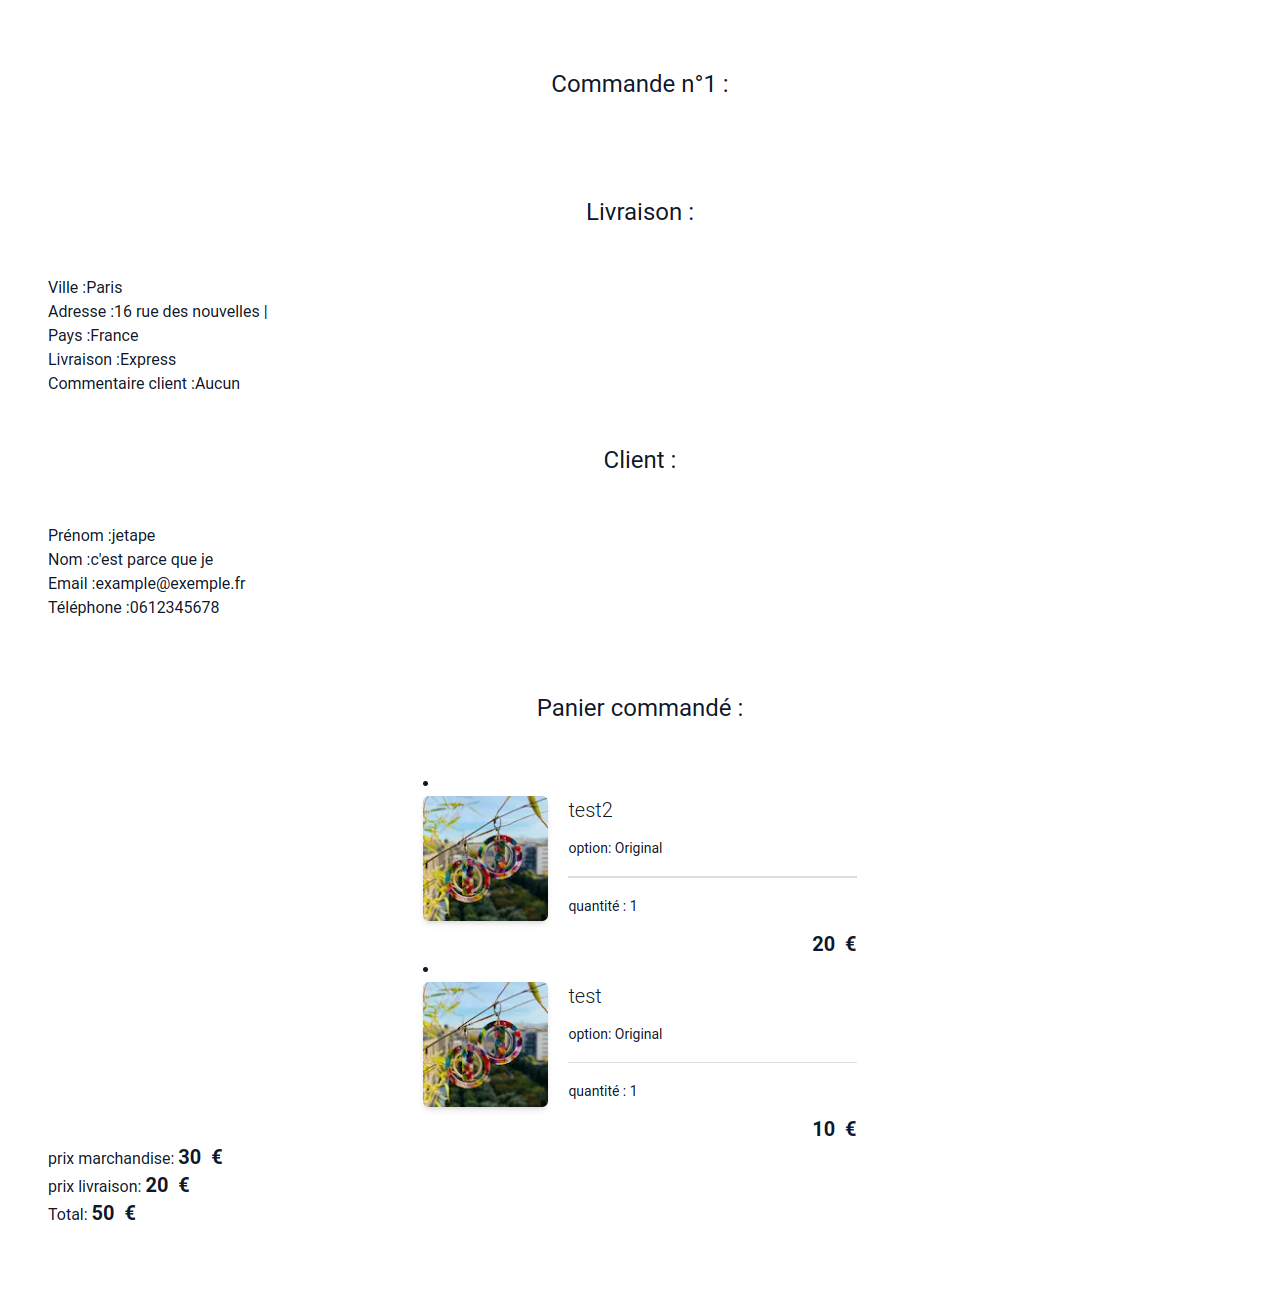 Commande n°1 :
Livraison :
Ville :Paris
Adresse :16 rue des nouvelles |
Pays :France
Livraison :Express
Commentaire client :Aucun
Client :
Prénom :jetape
Nom :c'est parce que je
Email :example@exemple.fr
Téléphone :0612345678
Panier commandé :
test2
option: Original
quantité : 1
20 €
test
option: Original
quantité : 1
10 €
prix marchandise: 30 €
prix livraison: 20 €
Total: 50 €